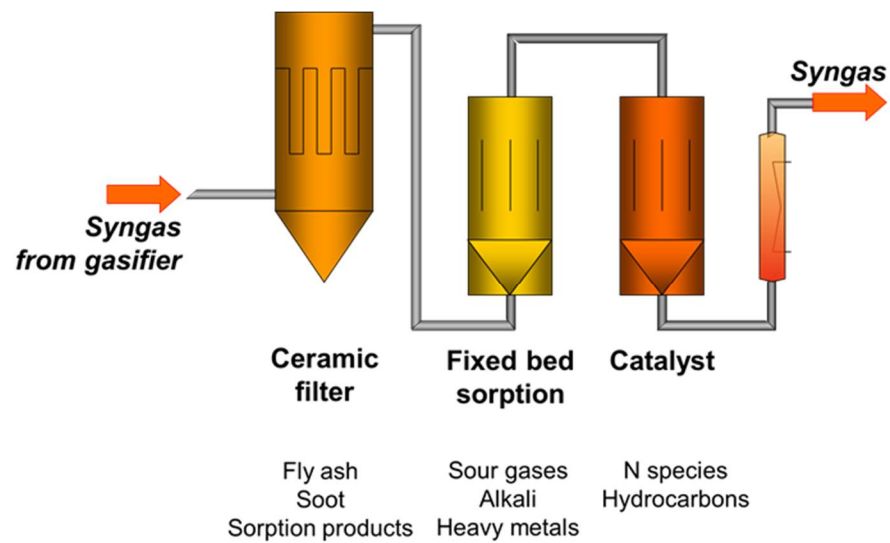 Syngas
Syngas
from gasifier
Ceramic
filter
Fixed bed
sorption
Catalyst
Fly ash
Soot
Sorption products
Sour gases
Alkali
Heavy metals
N species
Hydrocarbons